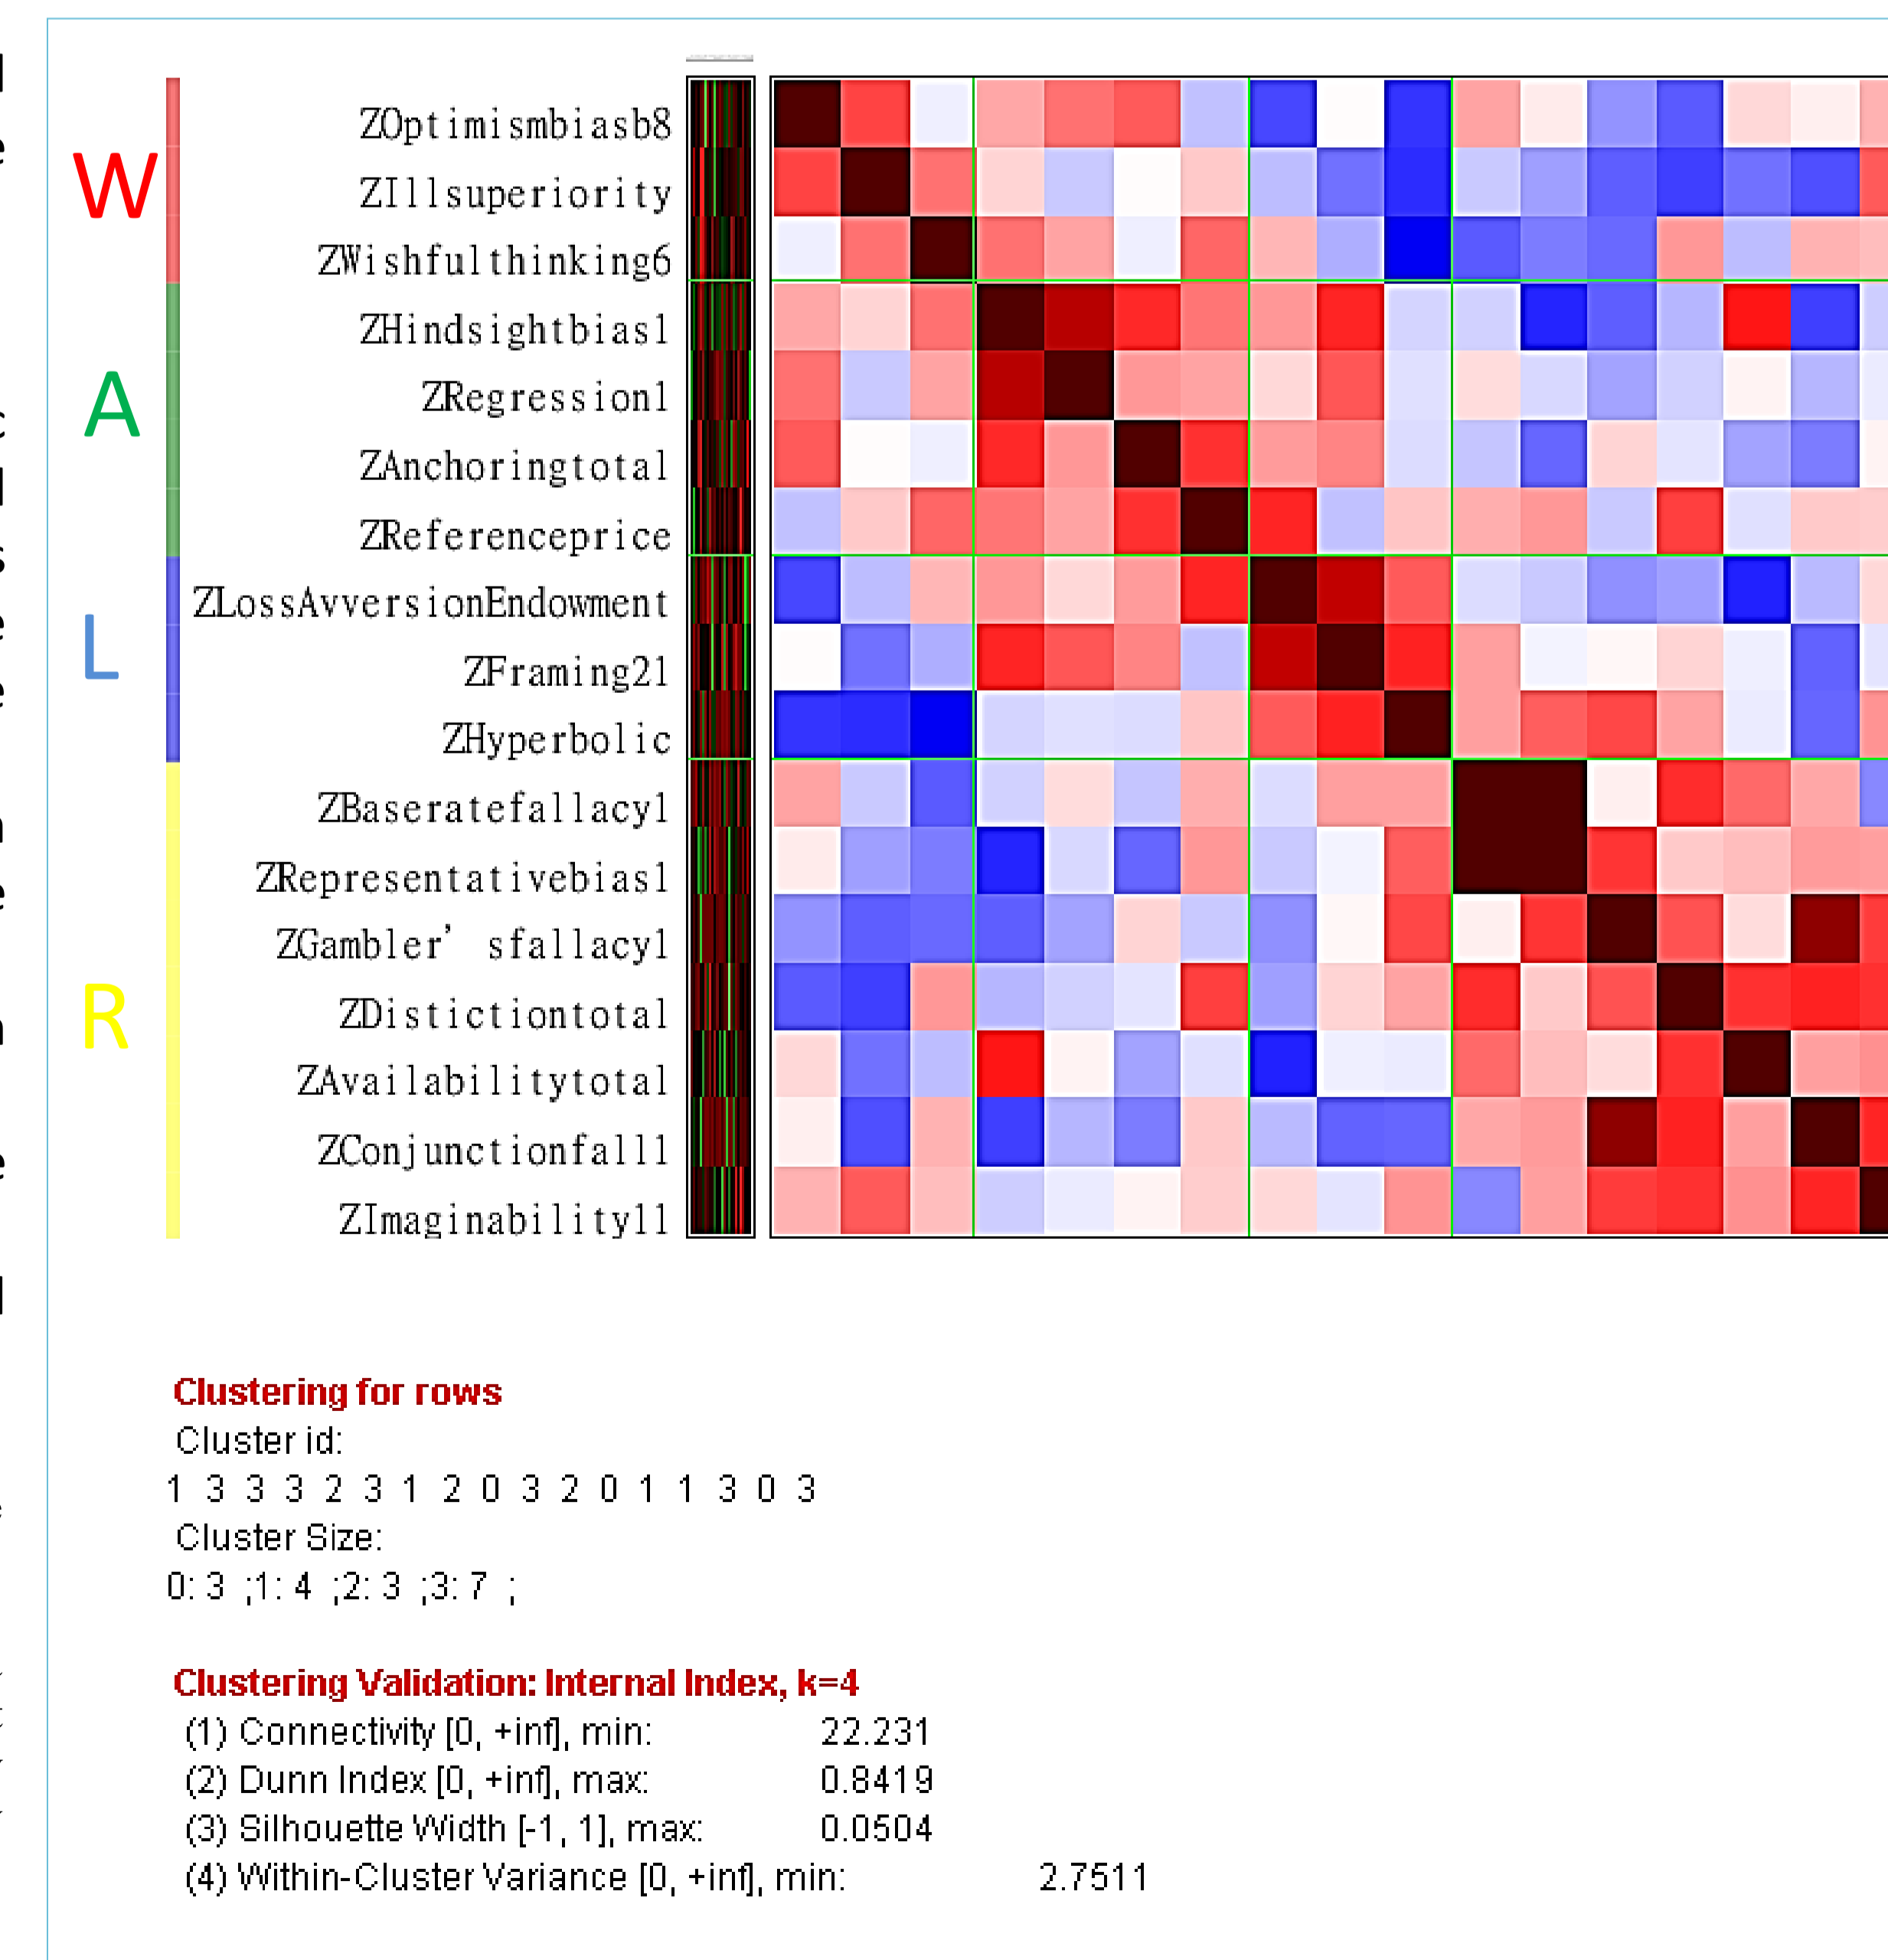 W
ZOptimismbiasb8
ZIllsuperiority
ZWishfulthinking6
A
ZHindsightbias1
ZRegression1
ZAnchoringtotal
ZReferenceprice
L
ZLossAvversionEndowment
ZFraming21
ZHyperbolic
R
ZBaseratefallacy1
ZRepresentativebias1
ZGambler’ sfallacy1
ZDistictiontotal
ZAvailabilitytotal
ZConjunctionfall1
ZImaginability11
Clustering for rows
Cluster id:
1 3 3 3 2 3 1 2 0 3 2 0 1 1 3 0 3
Cluster Size:
0: 3 ;1: 4 ;2: 3 ;3: 7 ;
Clustering Validation: Internal Index, k=4
(1) Connectivity [0, +inf], min: 22.231
(2) Dunn Index [0, +inf], max: 0.8419
(3) Silhouette Width [-1, 1], max: 0.0504
(4) Within-Cluster Variance [0, +inf], min: 2.7511